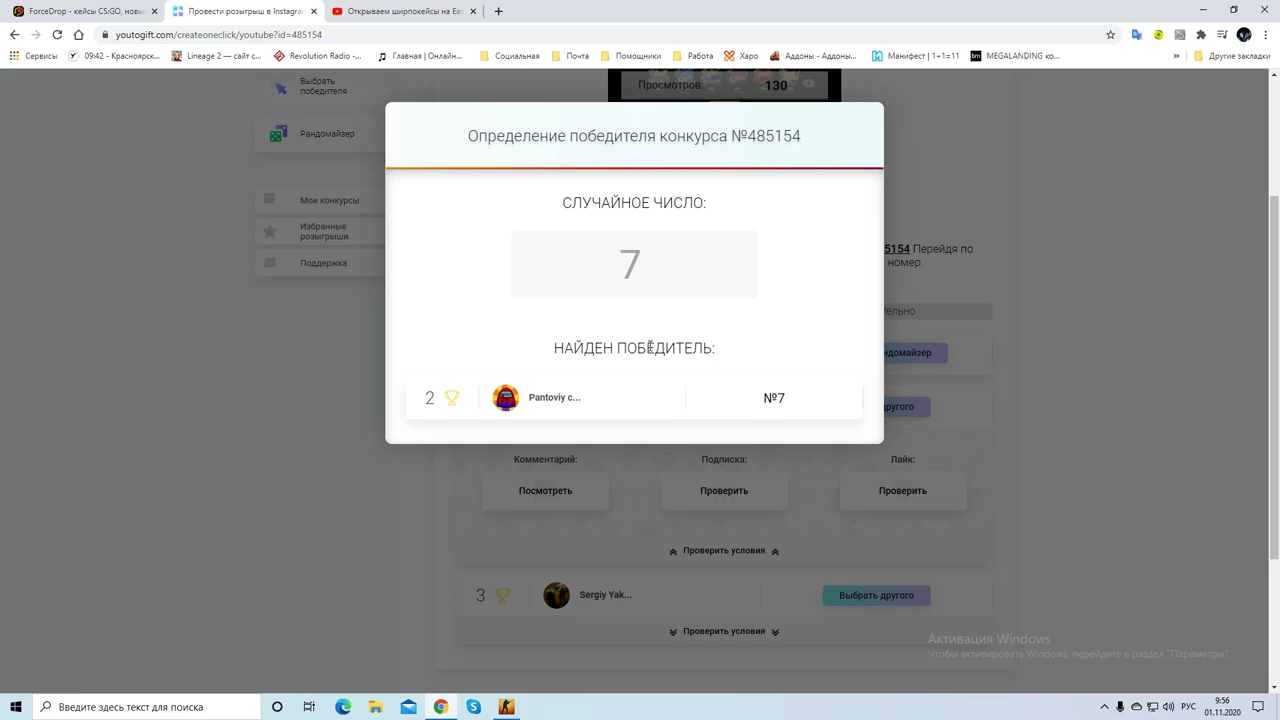 ForceDrop - кейсы CS:GO, новые
Провести розыгрыш в Instagram
Открываем ширпокейсы на Eas
youtogift.com/createoneclick/youtube?id=485154
Сервисы
09:42 - Красноярск...
Lineage 2 — сайт с...
Revolution Radio -...
Главная | Онлайн...
Социальная
Почта
Помощники
Работа
Харо
Аддоны - Аддоны...
Манифест | 1+1=11
MEGALANDING ко...
»
Другие закладки
Выбрать
победителя
Просмотров: 130
Рандомайзер
Определение победителя конкурса №485154
Мои конкурсы
СЛУЧАЙНОЕ ЧИСЛО:
Избранные
розыгрыши
5154 Перейдя по
номер.
7
Поддержка
тельно
НАЙДЕН ПОБЕДИТЕЛЬ:
ндомайзер
2
Pantoviy c...
№7
другого
Комментарий:
Подписка:
Лайк:
Посмотреть
Проверить
Проверить
Проверить условия
3
Sergiy Yak...
Выбрать другого
Проверить условия
Активация Windows
Чтобы активировать Windows, перейдите в раздел "Параметры".
Введите здесь текст для поиска
РУС
9:56
01.11.2020